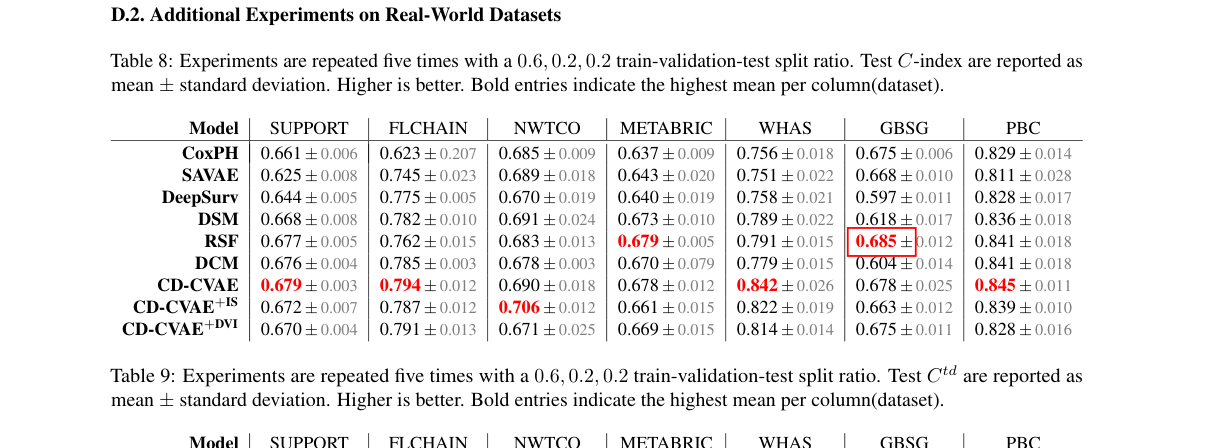 D.2. Additional Experiments on Real-World Datasets
Table 8: Experiments are repeated five times with a 0.6, 0.2, 0.2 train-validation-test split ratio. Test C-index are reported as
mean ± standard deviation. Higher is better. Bold entries indicate the highest mean per column(dataset).
Model SUPPORT FLCHAIN NWTCO METABRIC WHAS GBSG PBC
CoxPH 0.661 ± 0.006 0.623 ± 0.207 0.685 ± 0.009 0.637 ± 0.009 0.756 ± 0.018 0.675 ± 0.006 0.829 ± 0.014
SAVAE 0.625 ± 0.008 0.745 ± 0.023 0.689 ± 0.018 0.643 ± 0.020 0.751 ± 0.022 0.668 ± 0.010 0.811 ± 0.028
DeepSurv 0.644 ± 0.005 0.775 ± 0.005 0.670 ± 0.019 0.640 ± 0.019 0.758 ± 0.021 0.597 ± 0.011 0.828 ± 0.017
DSM 0.668 ± 0.008 0.782 ± 0.010 0.691 ± 0.024 0.673 ± 0.010 0.789 ± 0.022 0.618 ± 0.017 0.836 ± 0.018
RSF 0.677 ± 0.005 0.762 ± 0.015 0.683 ± 0.013 0.679 ± 0.005 0.791 ± 0.015 0.685 ± 0.012 0.841 ± 0.018
DCM 0.676 ± 0.004 0.785 ± 0.003 0.678 ± 0.003 0.670 ± 0.079 0.779 ± 0.015 0.604 ± 0.014 0.841 ± 0.018
CD-CVAE 0.679 ± 0.003 0.794 ± 0.012 0.690 ± 0.018 0.678 ± 0.012 0.842 ± 0.026 0.678 ± 0.025 0.845 ± 0.011
CD-CVAE+IS 0.672 ± 0.007 0.787 ± 0.012 0.706 ± 0.012 0.661 ± 0.015 0.822 ± 0.019 0.663 ± 0.012 0.839 ± 0.010
CD-CVAE+DVI 0.670 ± 0.004 0.791 ± 0.013 0.671 ± 0.025 0.669 ± 0.015 0.814 ± 0.014 0.675 ± 0.011 0.828 ± 0.016
Table 9: Experiments are repeated five times with a 0.6, 0.2, 0.2 train-validation-test split ratio. Test C^td are reported as
mean ± standard deviation. Higher is better. Bold entries indicate the highest mean per column(dataset).
Model SUPPORT FLCHAIN NWTCO METABRIC WHAS GBSG PBC